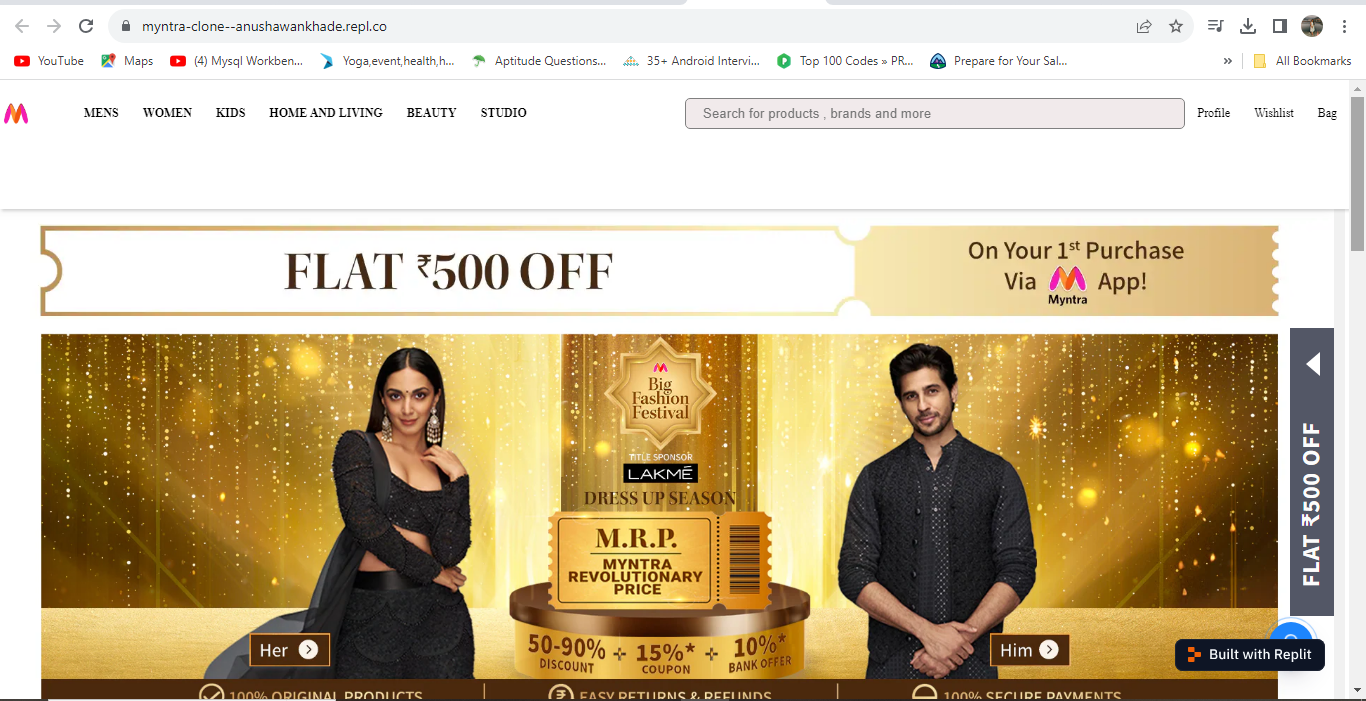 myntra-clone--anushawankhade.repl.co
YouTube Maps (4) Mysql Workben... Yoga,event,health,h... Aptitude Questions... 35+ Android Intervi... Top 100 Codes » PR... Prepare for Your Sal... » All Bookmarks
MENS WOMEN KIDS HOME AND LIVING BEAUTY STUDIO Search for products , brands and more Profile Wishlist Bag
FLAT ₹500 OFF
On Your 1st Purchase
Via Myntra App!
Big
Fashion
Festival
TITLE SPONSOR
LAKMÉ
DRESS UP SEASON
M.R.P.
MYNTRA
REVOLUTIONARY
PRICE
50-90% + 15%* + 10%*
DISCOUNT COUPON BANK OFFER
Her
Him
FLAT ₹500 OFF
Built with Replit
100% ORIGINAL PRODUCTS ₹ EASY RETURNS & REFUNDS 100% SECURE PAYMENTS